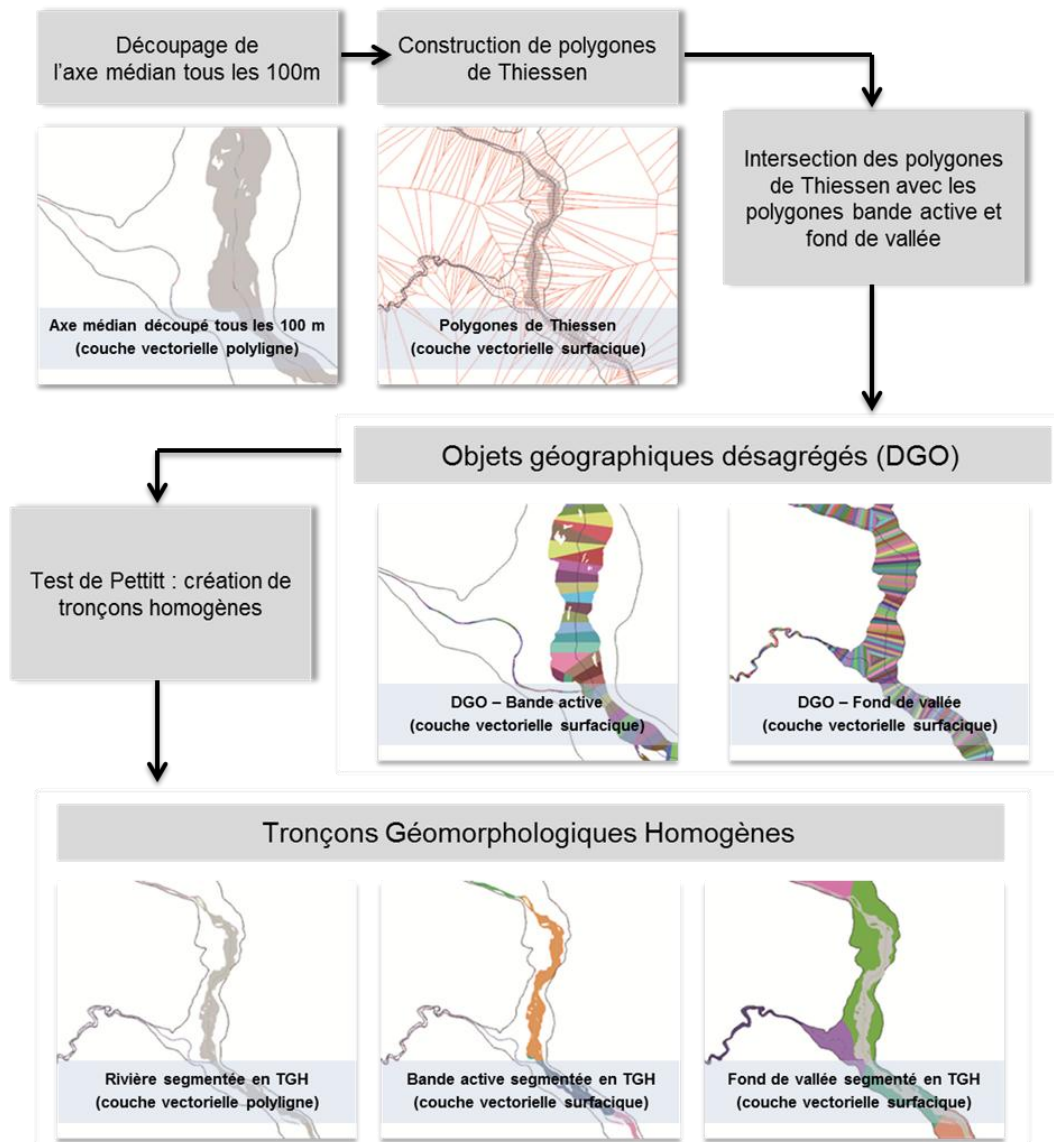 Découpage de
l'axe médian tous les 100m
Construction de polygones
de Thiessen
Intersection des polygones
de Thiessen avec les
polygones bande active et
fond de vallée
Axe médian découpé tous les 100 m
(couche vectorielle polyligne)
Polygones de Thiessen
(couche vectorielle surfacique)
Objets géographiques désagrégés (DGO)
Test de Pettitt : création de
tronçons homogènes
DGO – Bande active
(couche vectorielle surfacique)
DGO – Fond de vallée
(couche vectorielle surfacique)
Tronçons Géomorphologiques Homogènes
Rivière segmentée en TGH
(couche vectorielle polyligne)
Bande active segmentée en TGH
(couche vectorielle surfacique)
Fond de vallée segmenté en TGH
(couche vectorielle surfacique)